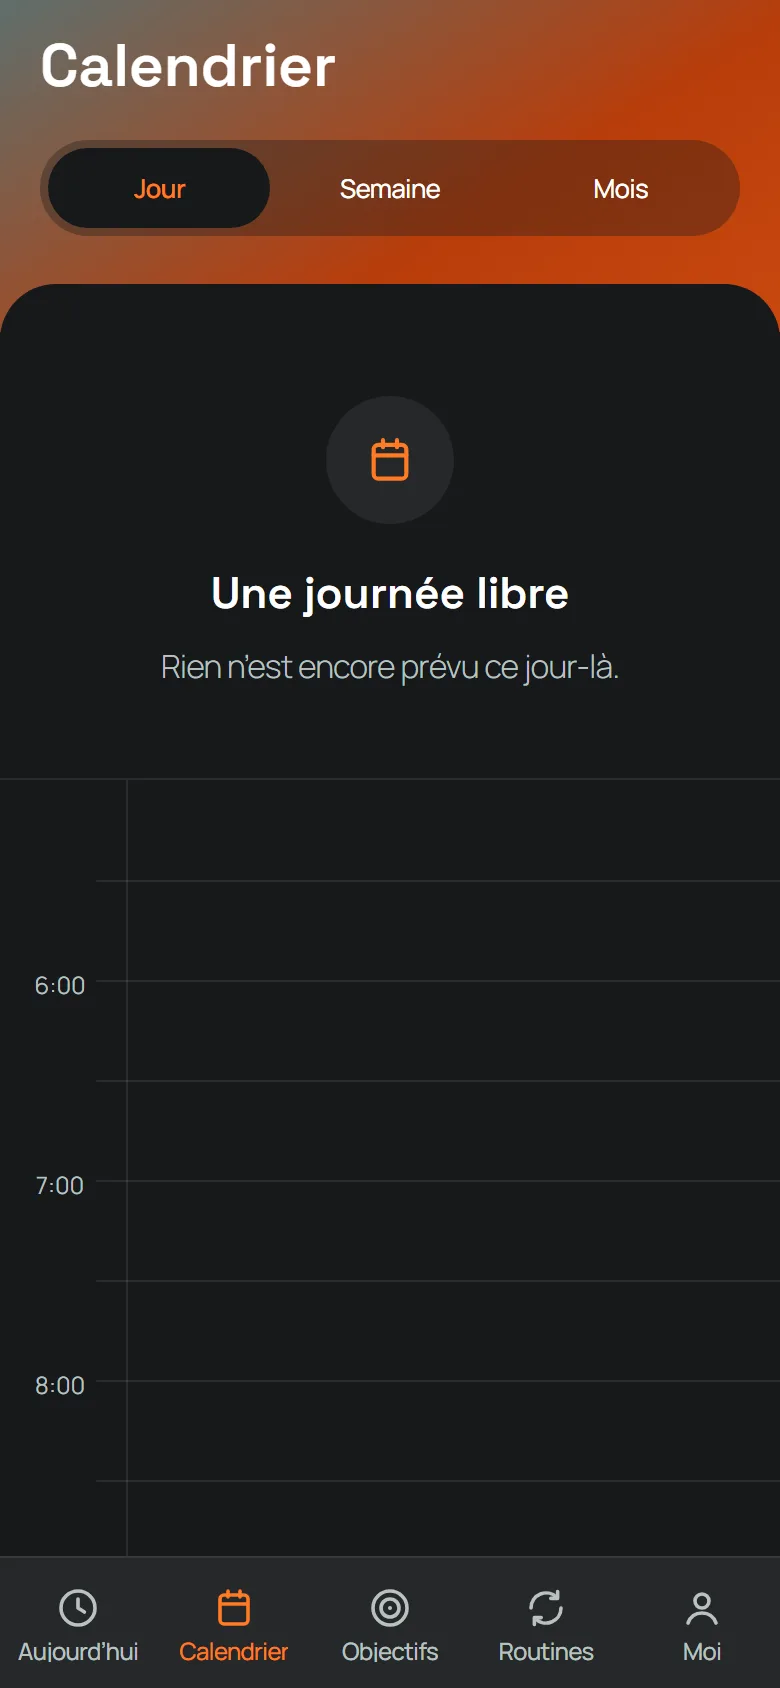 Calendrier
Jour
Semaine
Mois
Une journée libre
Rien n’est encore prévu ce jour-là.
6:00
7:00
8:00
Aujourd’hui
Calendrier
Objectifs
Routines
Moi